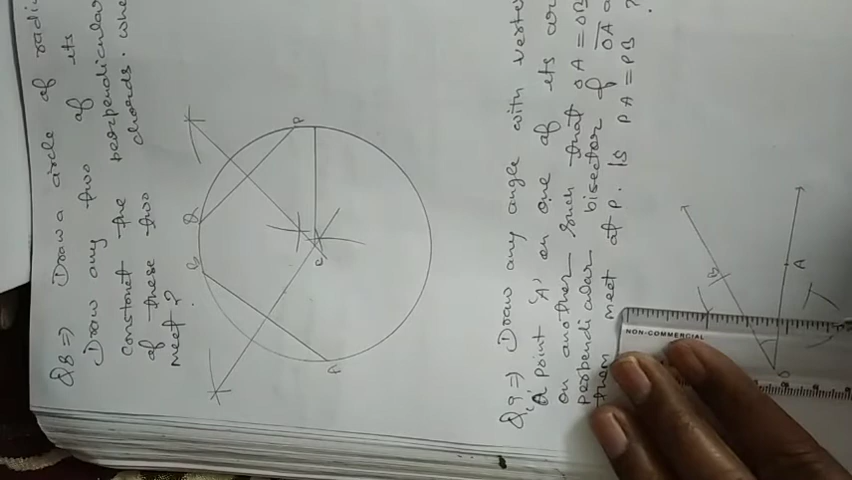 Q8 => Draw a circle of radiu
Draw any two of its
construct the perpendicular
of these two chords. whe
meet?
P
Q
B
C
A
Q9 => Draw any angle with verte
a point 'A' on one of its ar
on another such that OA = OB
perpendicular bisector of OA a
them meet at P. Is PA = PB ?
B
A
O
NON-COMMERCIAL